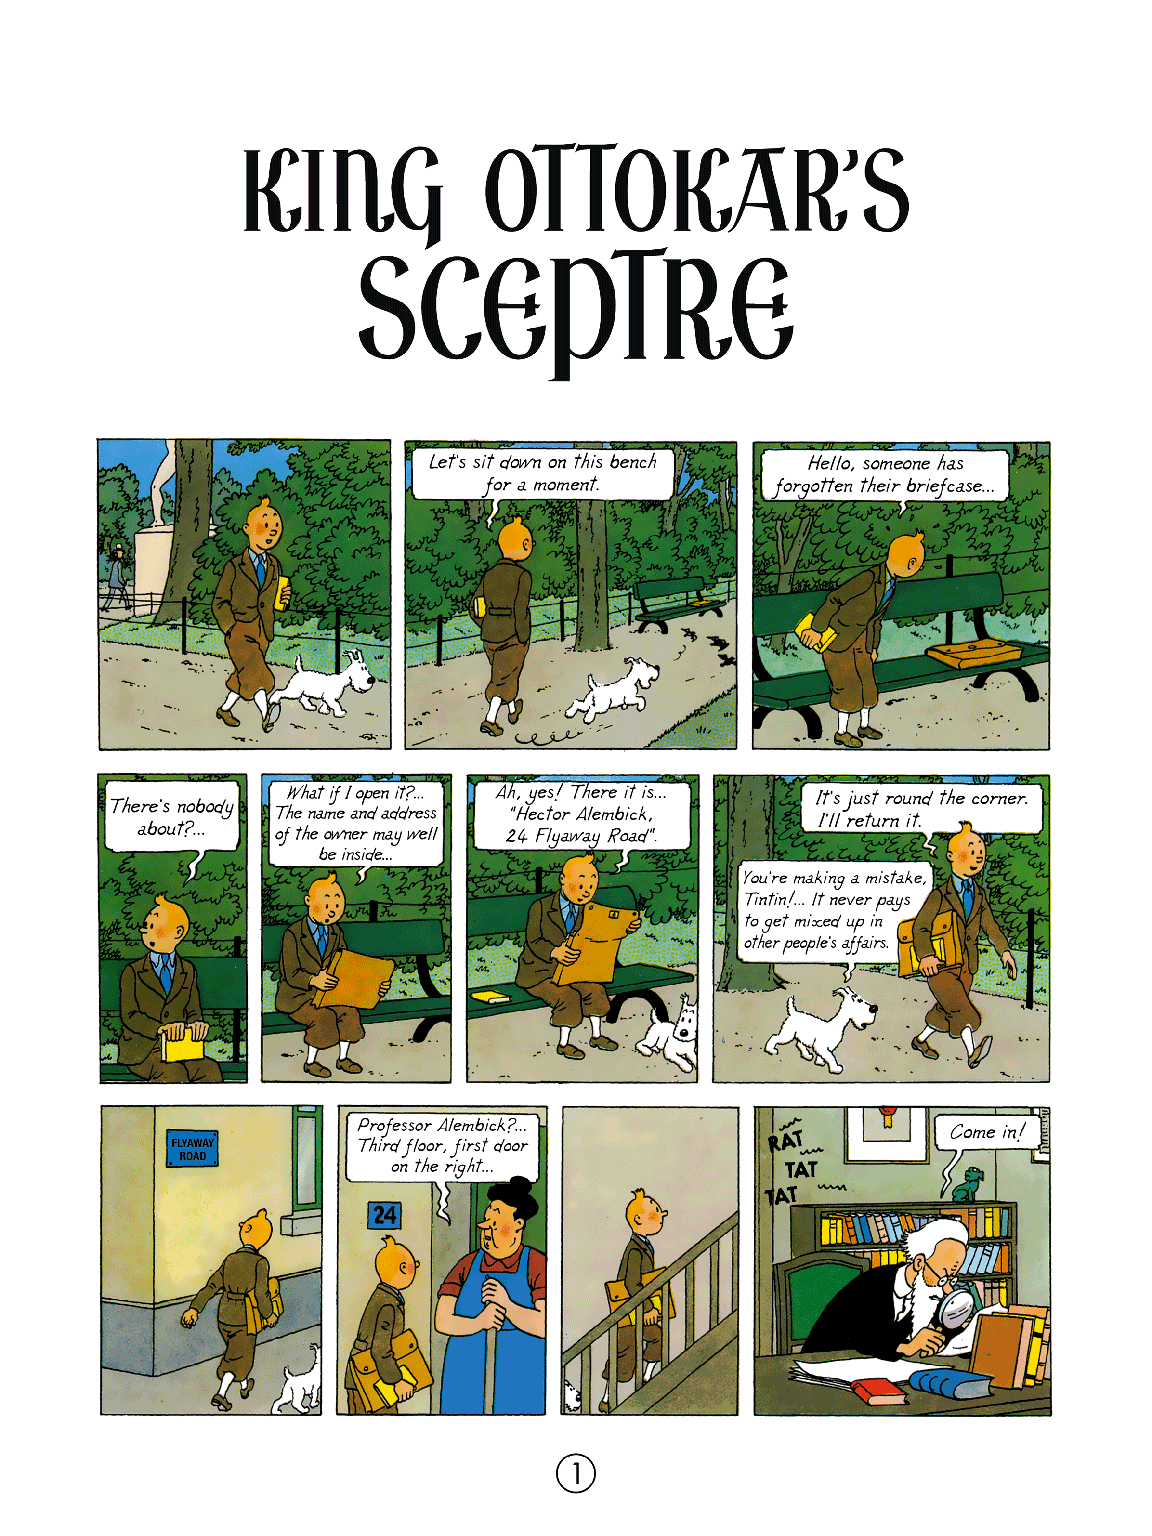 KING OTTOKAR'S
SCEPTRE
Let's sit down on this bench
for a moment.
Hello, someone has
forgotten their briefcase...
There's nobody
about?...
What if I open it?...
The name and address
of the owner may well
be inside...
Ah, yes! There it is...
"Hector Alembick,
24 Flyaway Road".
It's just round the corner.
I'll return it.
You're making a mistake,
Tintin!... It never pays
to get mixed up in
other people's affairs.
FLYAWAY
ROAD
Professor Alembick?...
Third floor, first door
on the right...
24
RAT
TAT
TAT
Come in!
1